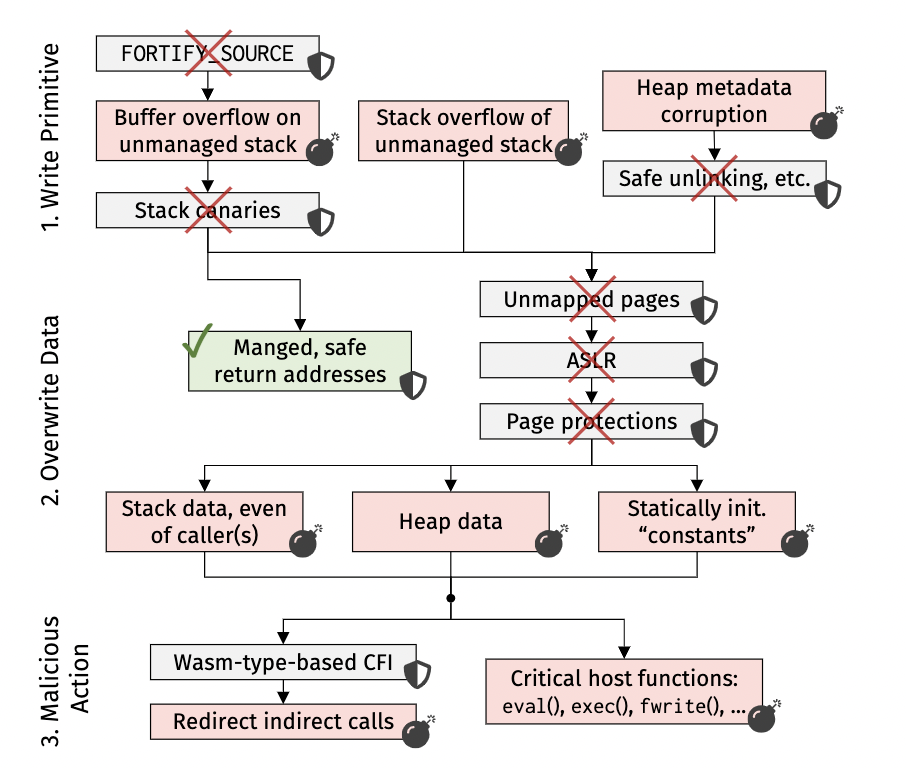 1. Write Primitive
FORTIFY_SOURCE
Buffer overflow on
unmanaged stack
Stack canaries
Stack overflow of
unmanaged stack
Heap metadata
corruption
Safe unlinking, etc.
2. Overwrite Data
Manged, safe
return addresses
Unmapped pages
ASLR
Page protections
Stack data, even
of caller(s)
Heap data
Statically init.
“constants”
3. Malicious
Action
Wasm-type-based CFI
Redirect indirect calls
Critical host functions:
eval(), exec(), fwrite(), ...